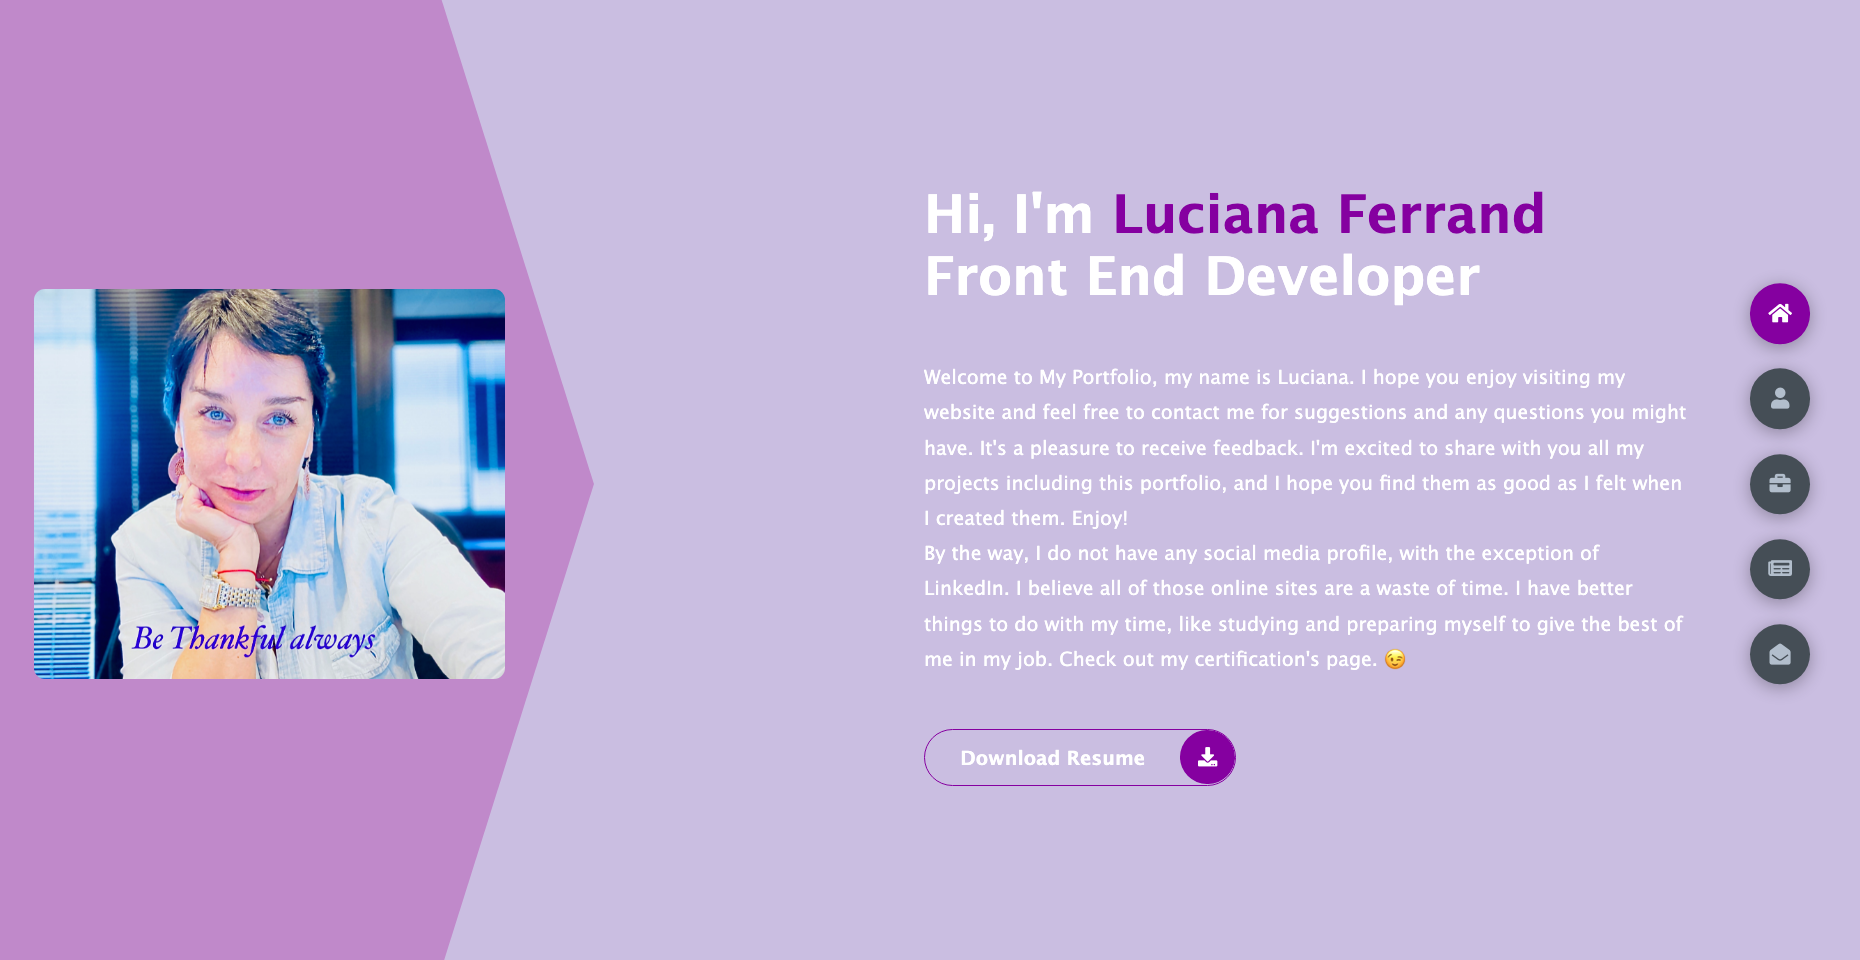 Hi, I'm Luciana Ferrand
Front End Developer
Welcome to My Portfolio, my name is Luciana. I hope you enjoy visiting my
website and feel free to contact me for suggestions and any questions you might
have. It's a pleasure to receive feedback. I'm excited to share with you all my
projects including this portfolio, and I hope you find them as good as I felt when
I created them. Enjoy!
By the way, I do not have any social media profile, with the exception of
LinkedIn. I believe all of those online sites are a waste of time. I have better
things to do with my time, like studying and preparing myself to give the best of
me in my job. Check out my certification's page. 😉
Download Resume
Be Thankful always